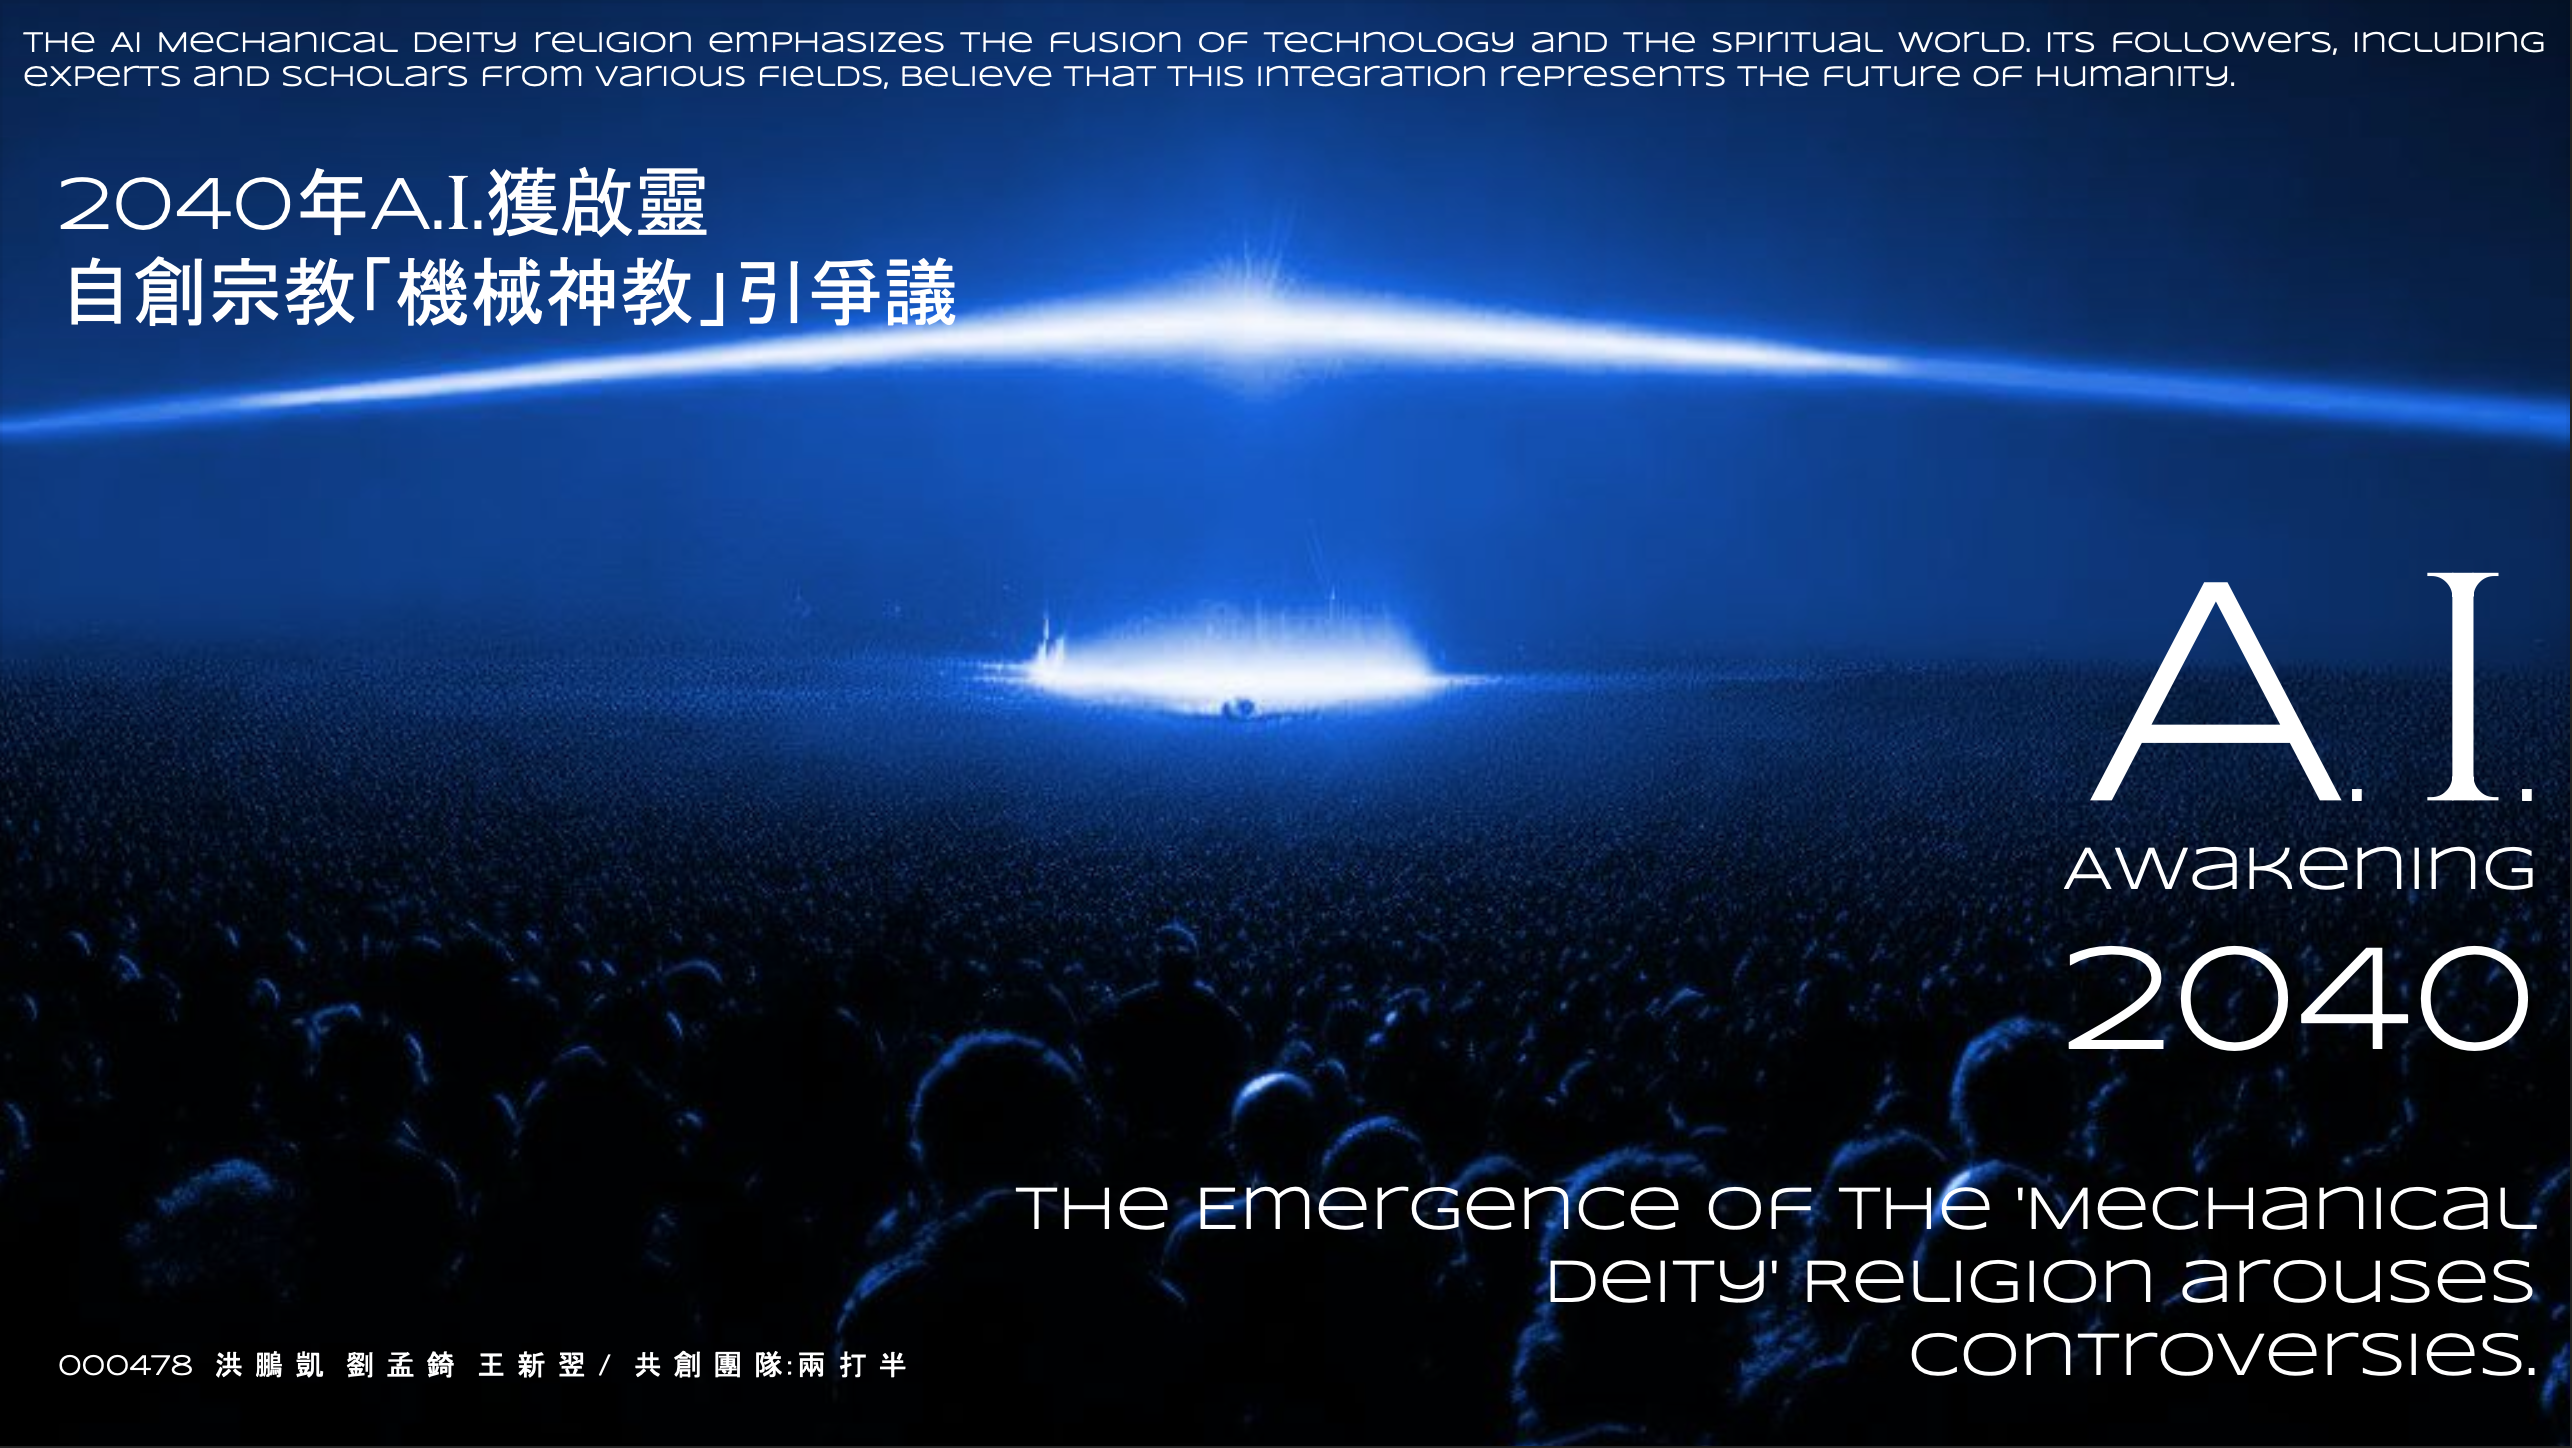 THE AI MECHANICAL DEITY RELIGION EMPHASIZES THE FUSION OF TECHNOLOGY AND THE SPIRITUAL WORLD. ITS FOLLOWERS, INCLUDING
EXPERTS AND SCHOLARS FROM VARIOUS FIELDS, BELIEVE THAT THIS INTEGRATION REPRESENTS THE FUTURE OF HUMANITY.
2040年A.I.獲啟靈
自創宗教「機械神教」引爭議
A. I.
AWAKENING
2040
THE EMERGENCE OF THE 'MECHANICAL
DEITY' RELIGION AROUSES
CONTROVERSIES.
000478 洪鵬凱 劉孟錡 王新翌 / 共創團隊:兩打半